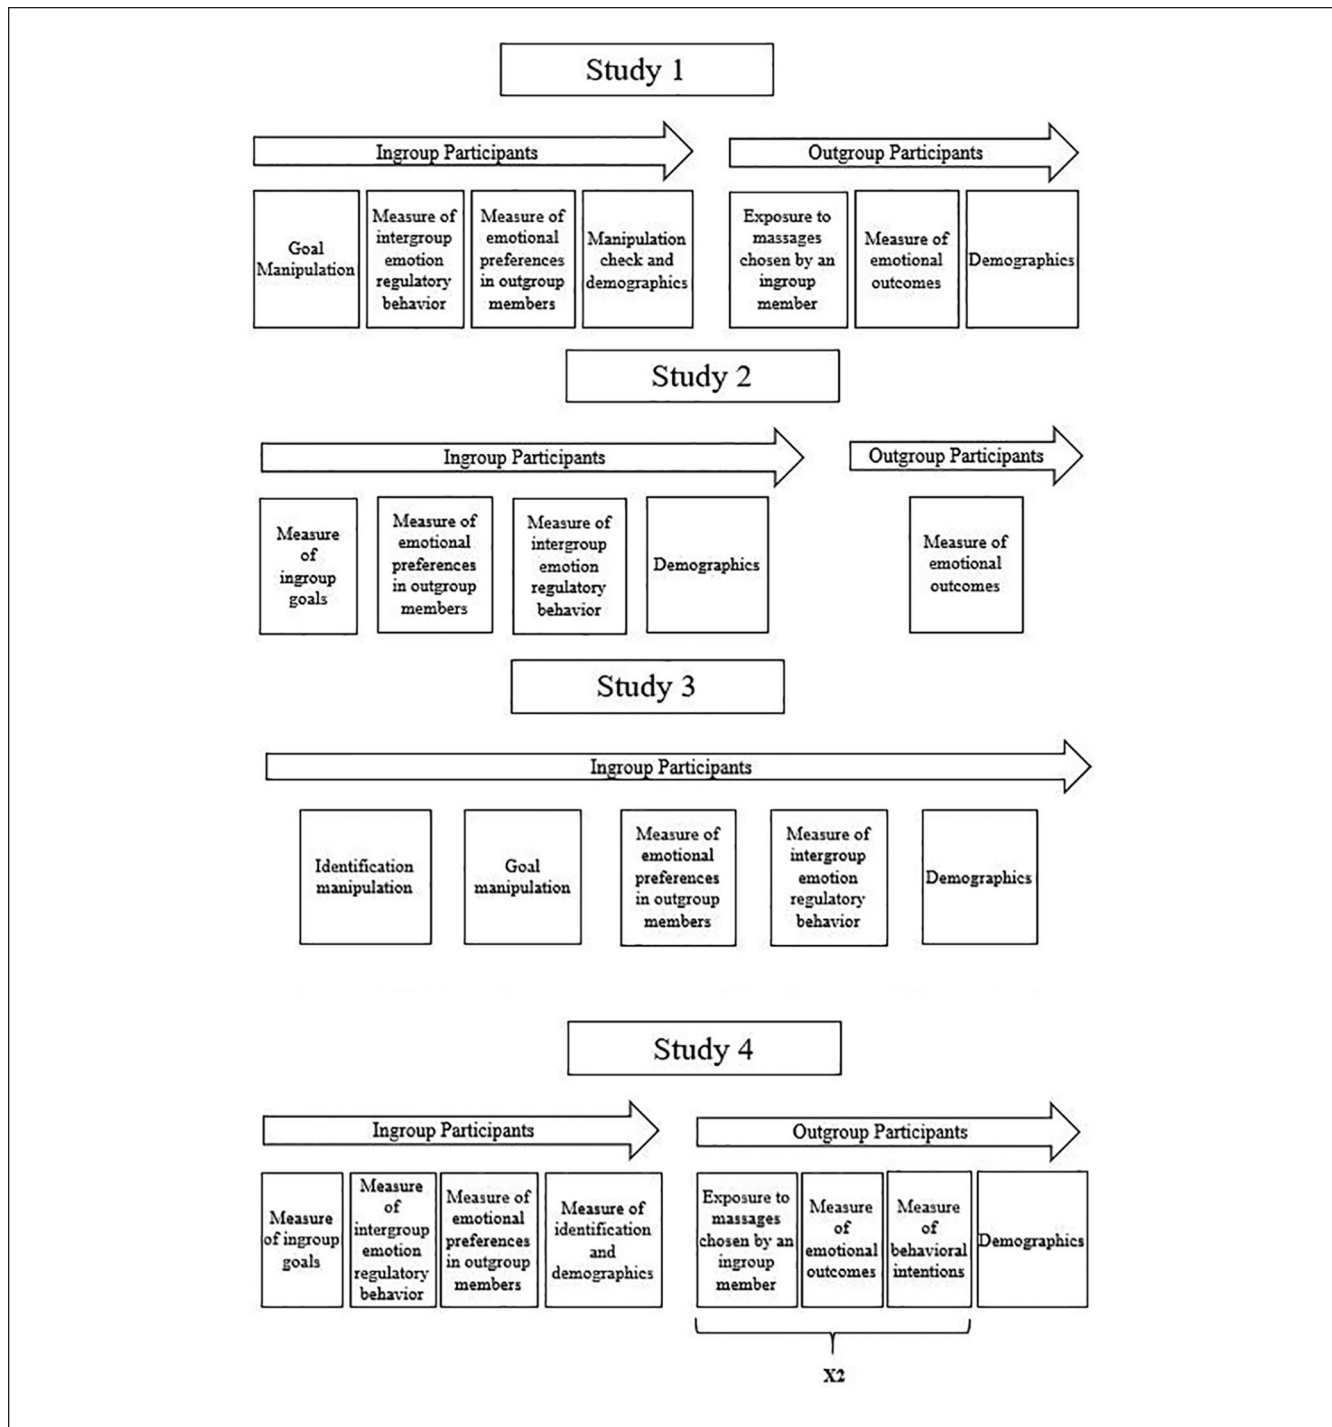 Study 1
Ingroup Participants
Outgroup Participants
Goal
Manipulation
Measure of
intergroup
emotion
regulatory
behavior
Measure of
emotional
preferences
in outgroup
members
Manipulation
check and
demographics
Exposure to
massages
chosen by an
ingroup
member
Measure of
emotional
outcomes
Demographics
Study 2
Ingroup Participants
Outgroup Participants
Measure
of
ingroup
goals
Measure of
emotional
preferences
in outgroup
members
Measure of
intergroup
emotion
regulatory
behavior
Demographics
Measure of
emotional
outcomes
Study 3
Ingroup Participants
Identification
manipulation
Goal
manipulation
Measure of
emotional
preferences
in outgroup
members
Measure of
intergroup
emotion
regulatory
behavior
Demographics
Study 4
Ingroup Participants
Outgroup Participants
Measure
of ingroup
goals
Measure
of
intergroup
emotion
regulatory
behavior
Measure of
emotional
preferences
in outgroup
members
Measure of
identification
and
demographics
Exposure to
massages
chosen by an
ingroup
member
Measure
of
emotional
outcomes
Measure
of
behavioral
intentions
Demographics
X2